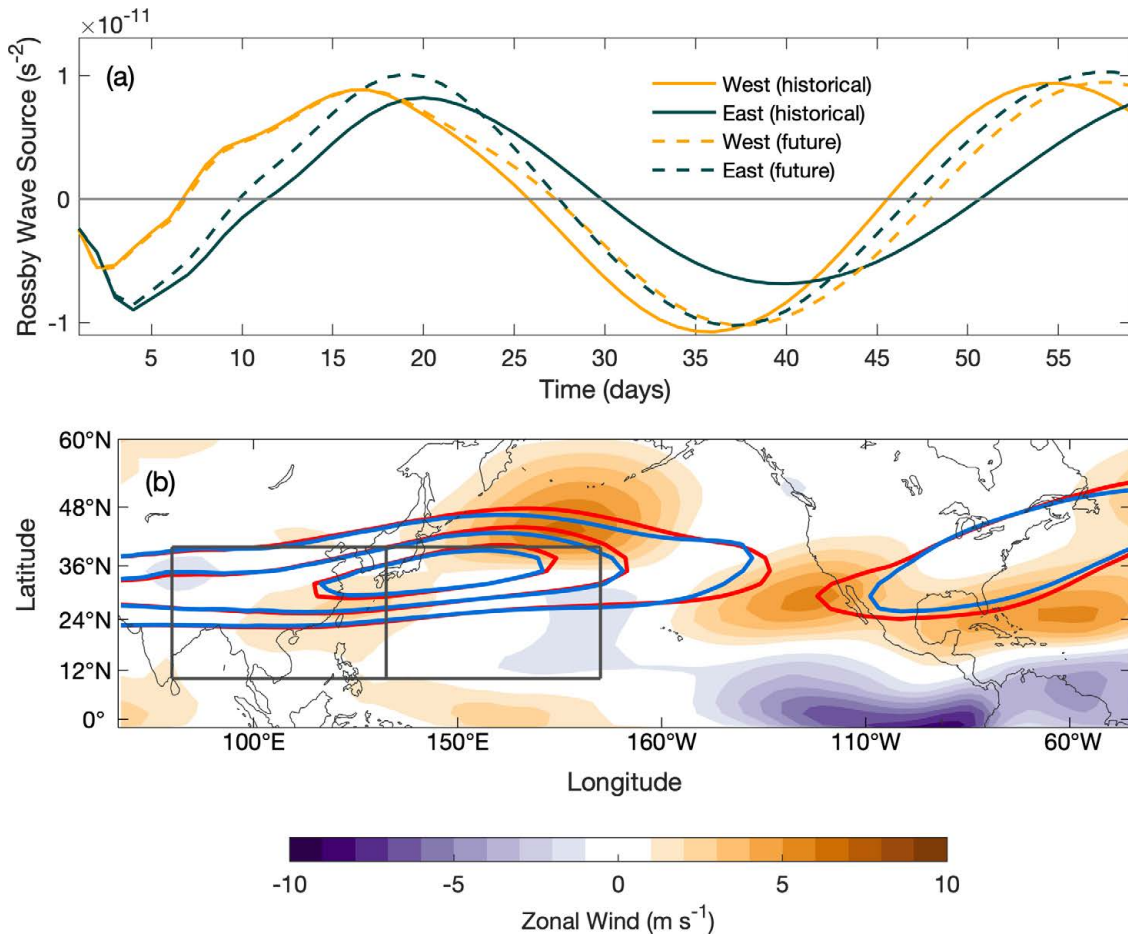 ×10⁻¹¹
(a)
Rossby Wave Source (s⁻²)
1
0
-1
West (historical)
East (historical)
West (future)
East (future)
5 10 15 20 25 30 35 40 45 50 55
Time (days)
(b)
Latitude
60°N
48°N
36°N
24°N
12°N
0°
100°E 150°E 160°W 110°W 60°W
Longitude
-10 -5 0 5 10
Zonal Wind (m s⁻¹)